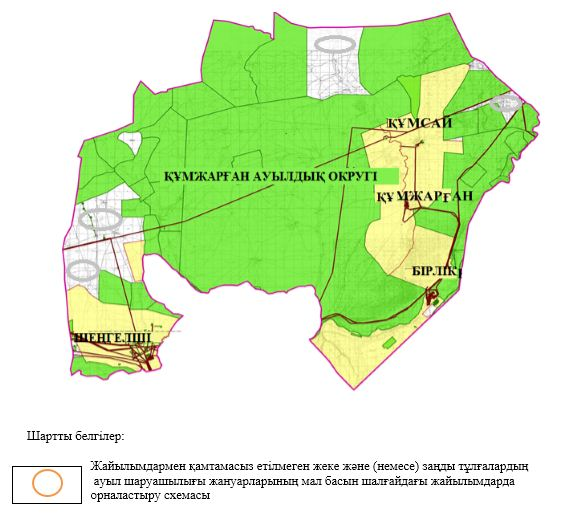 ҚҰМСАЙ
ҚҰМЖАРҒАН АУЫЛДЫҚ ОКРУГІ
ҚҰМЖАРҒАН
БІРЛІК
ШЕҢГЕЛШІ
Шартты белгілер:
Жайылымдармен қамтамасыз етілмеген жеке және (немесе) заңды тұлғалардың
ауыл шаруашылығы жануарларының мал басын шалғайдағы жайылымдарда
орналастыру схемасы